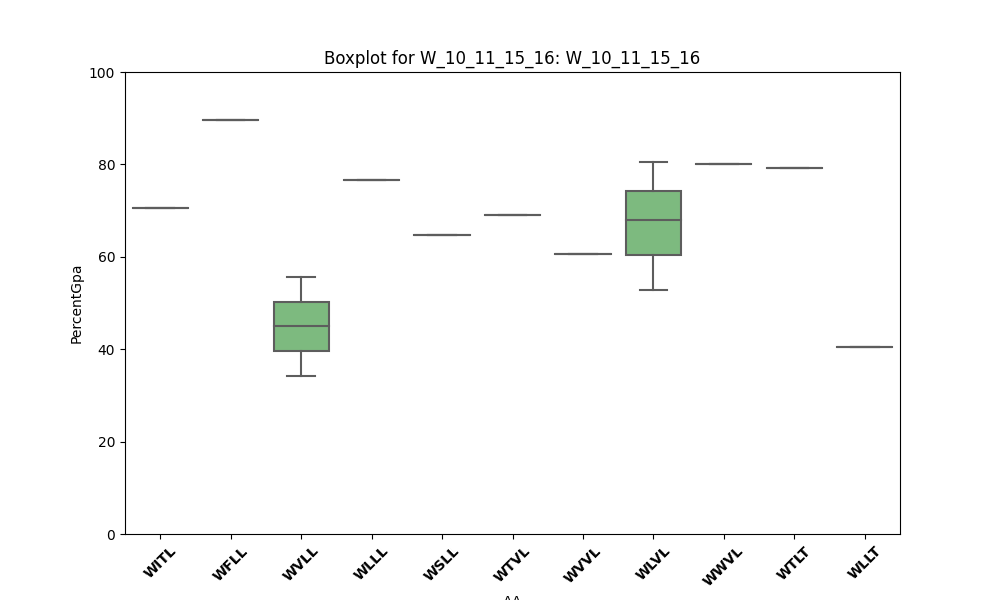 Boxplot for W_10_11_15_16: W_10_11_15_16
100
80
60
40
20
0
PercentGpa
WITL
WFLL
WVLL
WLLL
WSLL
WTVL
WVVL
WLVL
WWVL
WTLT
WLLT